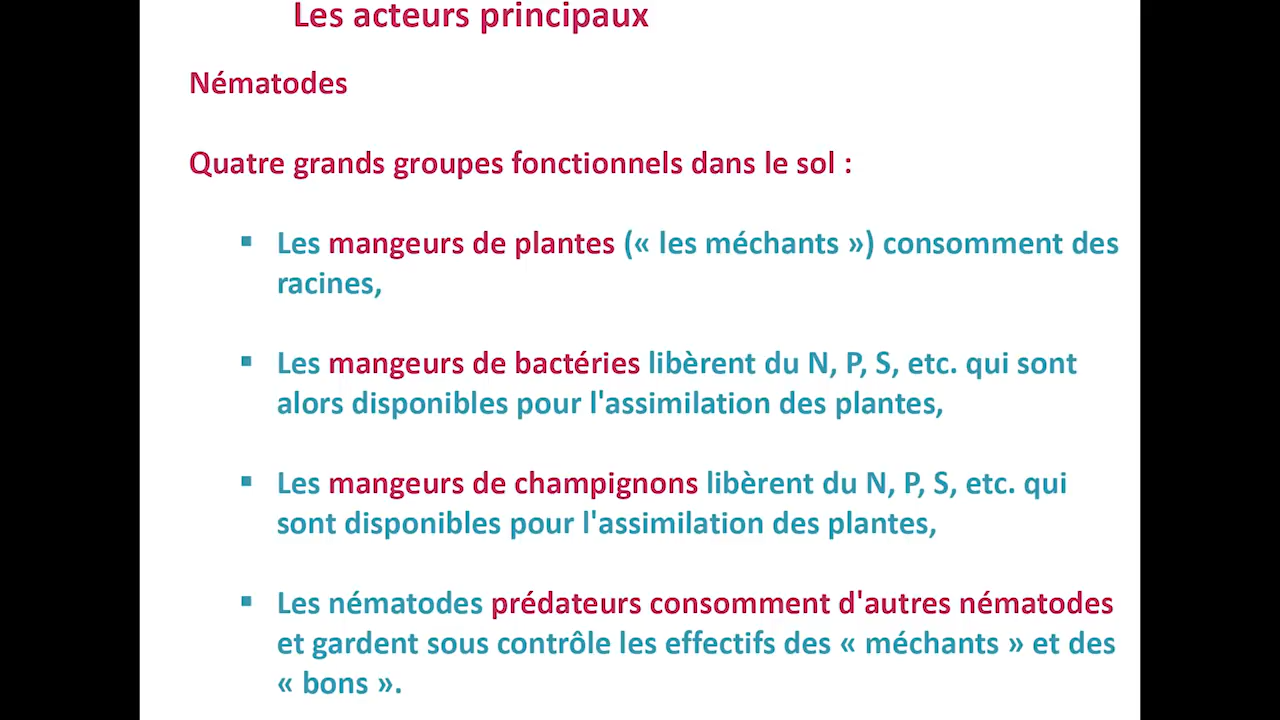 Les acteurs principaux
Nématodes
Quatre grands groupes fonctionnels dans le sol :
▪ Les mangeurs de plantes (« les méchants ») consomment des
racines,
▪ Les mangeurs de bactéries libèrent du N, P, S, etc. qui sont
alors disponibles pour l'assimilation des plantes,
▪ Les mangeurs de champignons libèrent du N, P, S, etc. qui
sont disponibles pour l'assimilation des plantes,
▪ Les nématodes prédateurs consomment d'autres nématodes
et gardent sous contrôle les effectifs des « méchants » et des
« bons ».